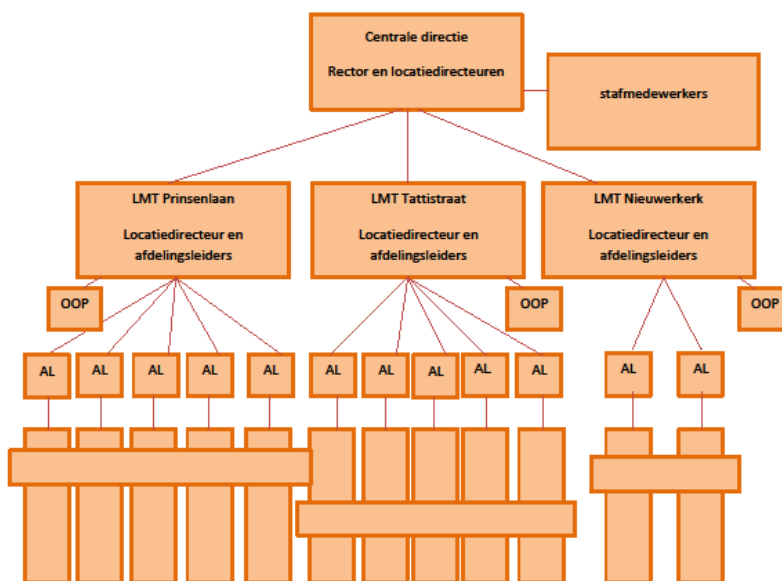 Centrale directie
Rector en locatiedirecteuren
stafmedewerkers
LMT Prinsenlaan
Locatiedirecteur en
afdelingsleiders
LMT Tattistraat
Locatiedirecteur en
afdelingsleiders
LMT Nieuwerkerk
Locatiedirecteur en
afdelingsleiders
OOP
OOP
OOP
AL
AL
AL
AL
AL
AL
AL
AL
AL
AL
AL
AL